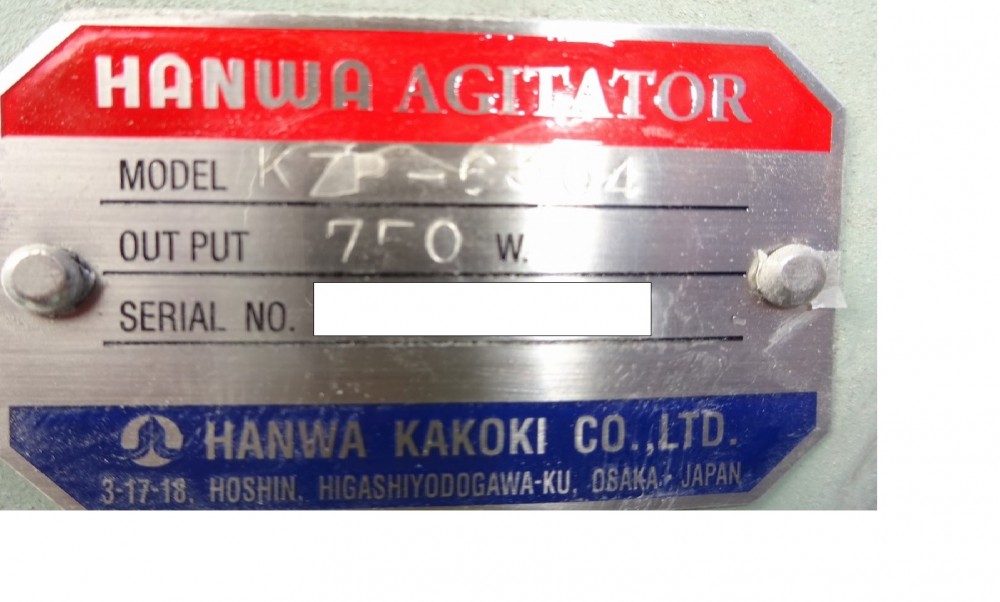 HANWA AGITATOR
MODEL
OUT PUT 750 W.
SERIAL NO.
HANWA KAKOKI CO.,LTD.
3-17-18, HOSHIN, HIGASHIYODOGAWA-KU, OSAKA, JAPAN